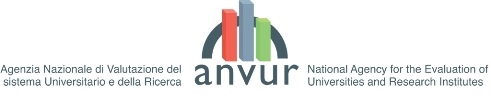 Agenzia Nazionale di Valutazione del
sistema Universitario e della Ricerca
anvur
National Agency for the Evaluation of
Universities and Research Institutes